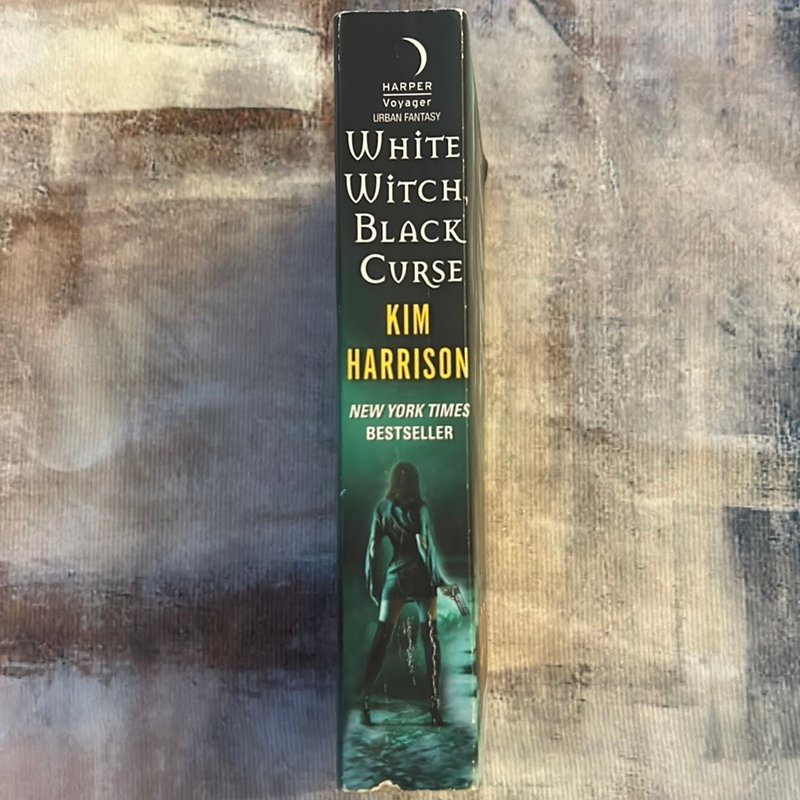 HARPER
Voyager
URBAN FANTASY
WHITE
WITCH,
BLACK
CURSE
KIM
HARRISON
NEW YORK TIMES
BESTSELLER